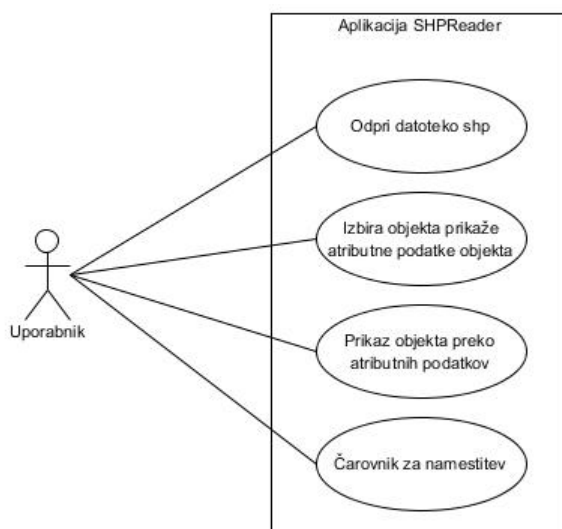 Aplikacija SHPReader
Odpri datoteko shp
Izbira objekta prikaže
atributne podatke objekta
Uporabnik
Prikaz objekta preko
atributnih podatkov
Čarovnik za namestitev